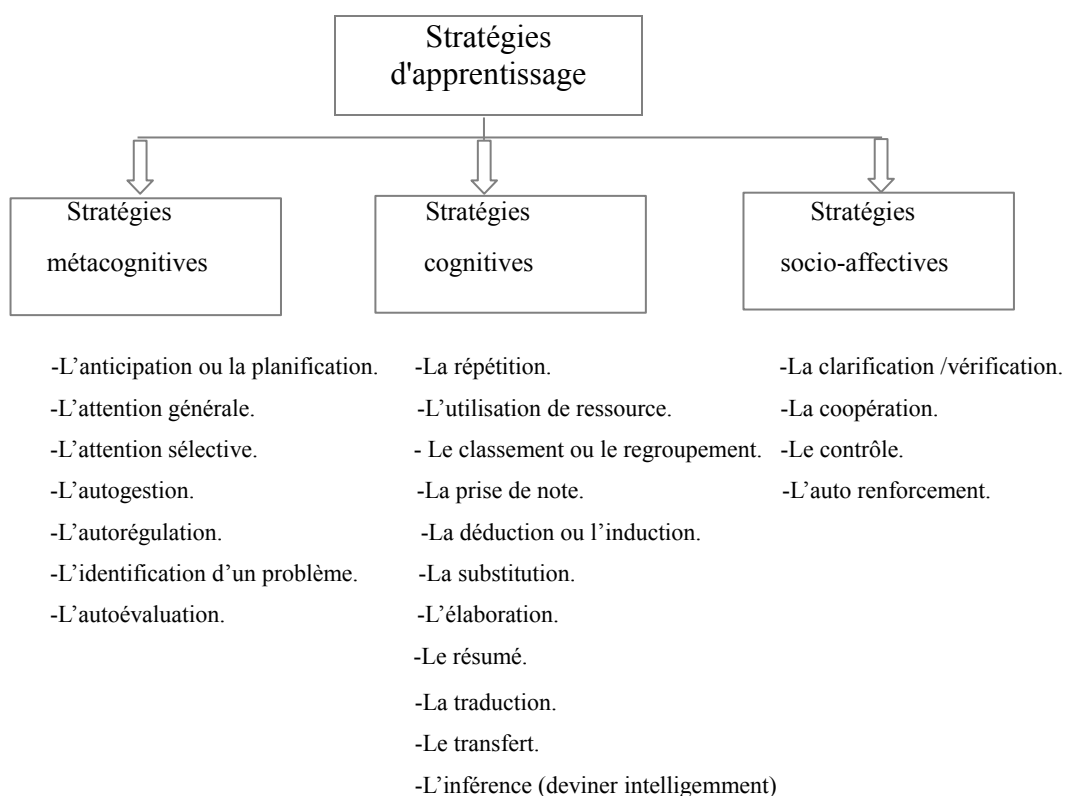 Stratégies
d'apprentissage
Stratégies
métacognitives
Stratégies
cognitives
Stratégies
socio-affectives
-L’anticipation ou la planification.
-L’attention générale.
-L’attention sélective.
-L’autogestion.
-L’autorégulation.
-L’identification d’un problème.
-L’autoévaluation.
-La répétition.
-L’utilisation de ressource.
- Le classement ou le regroupement.
-La prise de note.
-La déduction ou l’induction.
-La substitution.
-L’élaboration.
-Le résumé.
-La traduction.
-Le transfert.
-L’inférence (deviner intelligemment)
-La clarification /vérification.
-La coopération.
-Le contrôle.
-L’auto renforcement.